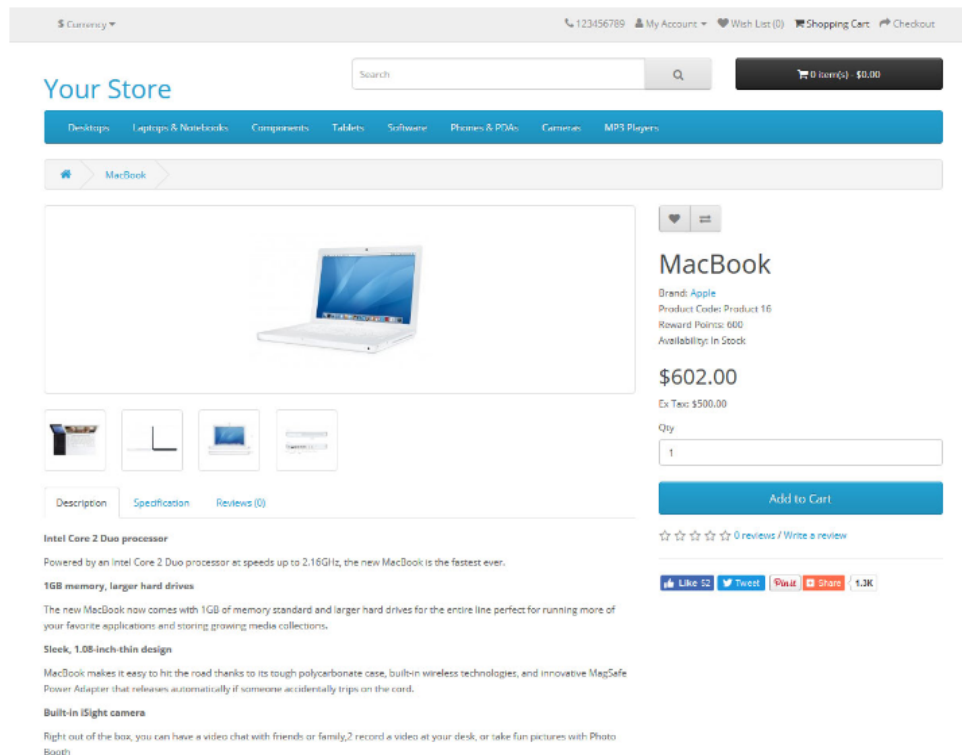 $ Currency
123456789 My Account Wish List (0) Shopping Cart Checkout
Your Store
Search
0 item(s) - $0.00
Desktops Laptops & Notebooks Components Tablets Software Phones & PDAs Cameras MP3 Players
MacBook
MacBook
Brand: Apple
Product Code: Product 16
Reward Points: 600
Availability: In Stock
$602.00
Ex Tax: $500.00
Qty
1
Add to Cart
0 reviews / Write a review
Like 52 Tweet Pin it Share 1.3K
Description Specification Reviews (0)
Intel Core 2 Duo processor
Powered by an Intel Core 2 Duo processor at speeds up to 2.16GHz, the new MacBook is the fastest ever.
1GB memory, larger hard drives
The new MacBook now comes with 1GB of memory standard and larger hard drives for the entire line perfect for running more of
your favorite applications and storing growing media collections.
Sleek, 1.08-inch-thin design
MacBook makes it easy to hit the road thanks to its tough polycarbonate case, built-in wireless technologies, and innovative MagSafe
Power Adapter that releases automatically if someone accidentally trips on the cord.
Built-in iSight camera
Right out of the box, you can have a video chat with friends or family,2 record a video at your desk, or take fun pictures with Photo
Booth